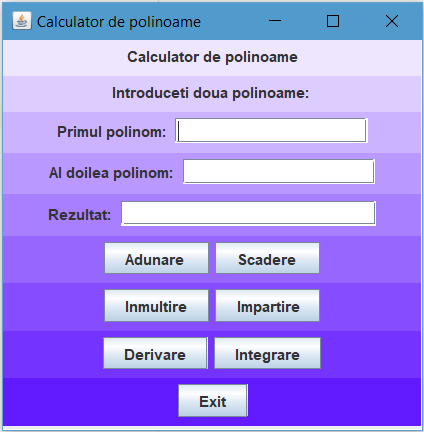 Calculator de polinoame
Calculator de polinoame
Introduceti doua polinoame:
Primul polinom:
Al doilea polinom:
Rezultat:
Adunare Scadere
Inmultire Impartire
Derivare Integrare
Exit